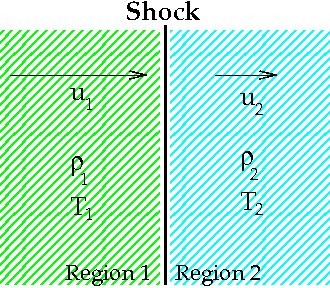 Shock
u₁
u₂
ρ₁
ρ₂
T₁
T₂
Region 1
Region 2